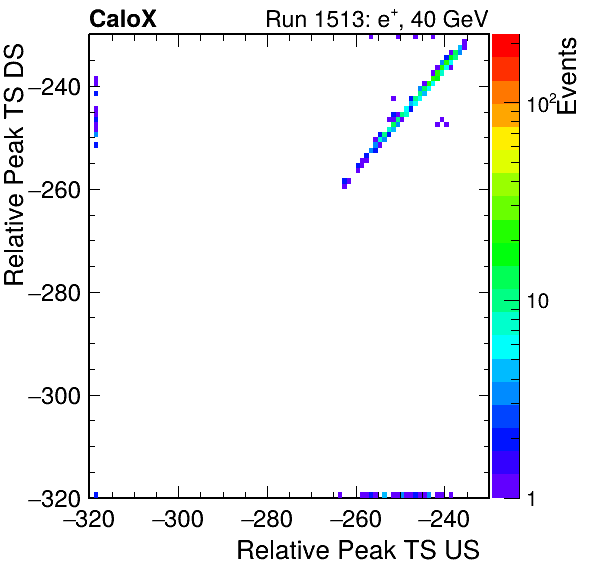 CaloX Run 1513: e⁺, 40 GeV
Events
10²
10
1
Relative Peak TS DS
−240
−260
−280
−300
−320
−320 −300 −280 −260 −240
Relative Peak TS US